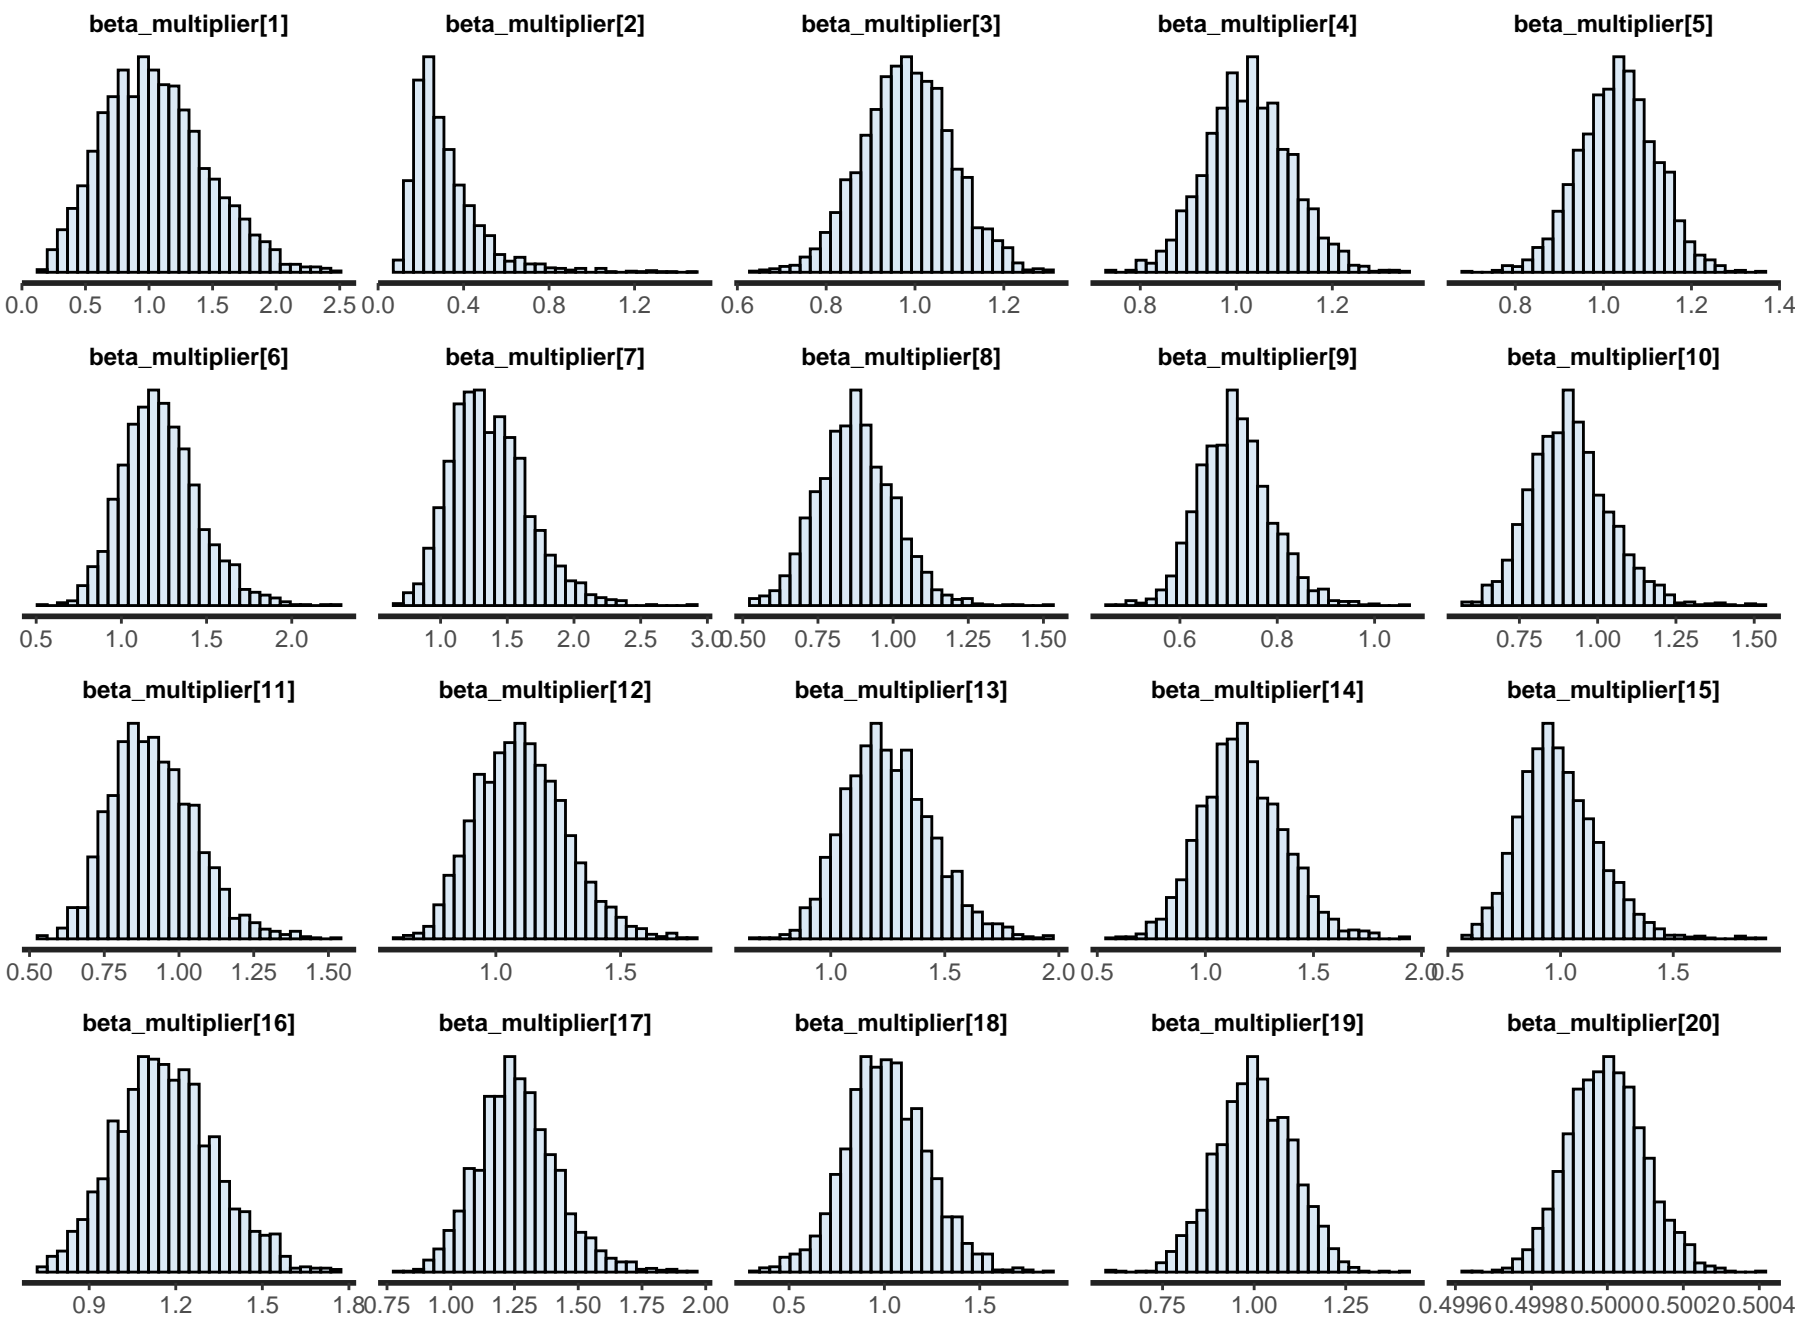 beta_multiplier[1] beta_multiplier[2] beta_multiplier[3] beta_multiplier[4] beta_multiplier[5]
0.0 0.5 1.0 1.5 2.0 2.5 0.0 0.4 0.8 1.2 0.6 0.8 1.0 1.2 0.8 1.0 1.2 0.8 1.0 1.2 1.4
beta_multiplier[6] beta_multiplier[7] beta_multiplier[8] beta_multiplier[9] beta_multiplier[10]
0.5 1.0 1.5 2.0 1.0 1.5 2.0 2.5 3.0 0.50 0.75 1.00 1.25 1.50 0.6 0.8 1.0 0.75 1.00 1.25 1.50
beta_multiplier[11] beta_multiplier[12] beta_multiplier[13] beta_multiplier[14] beta_multiplier[15]
0.50 0.75 1.00 1.25 1.50 1.0 1.5 1.0 1.5 2.0 0.5 1.0 1.5 2.0 0.5 1.0 1.5
beta_multiplier[16] beta_multiplier[17] beta_multiplier[18] beta_multiplier[19] beta_multiplier[20]
0.9 1.2 1.5 1.8 0.75 1.00 1.25 1.50 1.75 2.00 0.5 1.0 1.5 0.75 1.00 1.25 0.4996 0.4998 0.5000 0.5002 0.5004